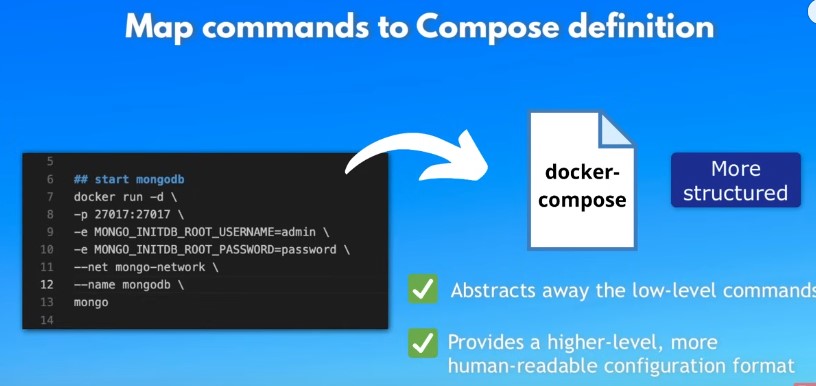 Map commands to Compose definition
5
6 ## start mongodb
7 docker run -d \
8 -p 27017:27017 \
9 -e MONGO_INITDB_ROOT_USERNAME=admin \
10 -e MONGO_INITDB_ROOT_PASSWORD=password \
11 --net mongo-network \
12 --name mongodb \
13 mongo
14
docker-
compose
More
structured
Abstracts away the low-level commands
Provides a higher-level, more
human-readable configuration format